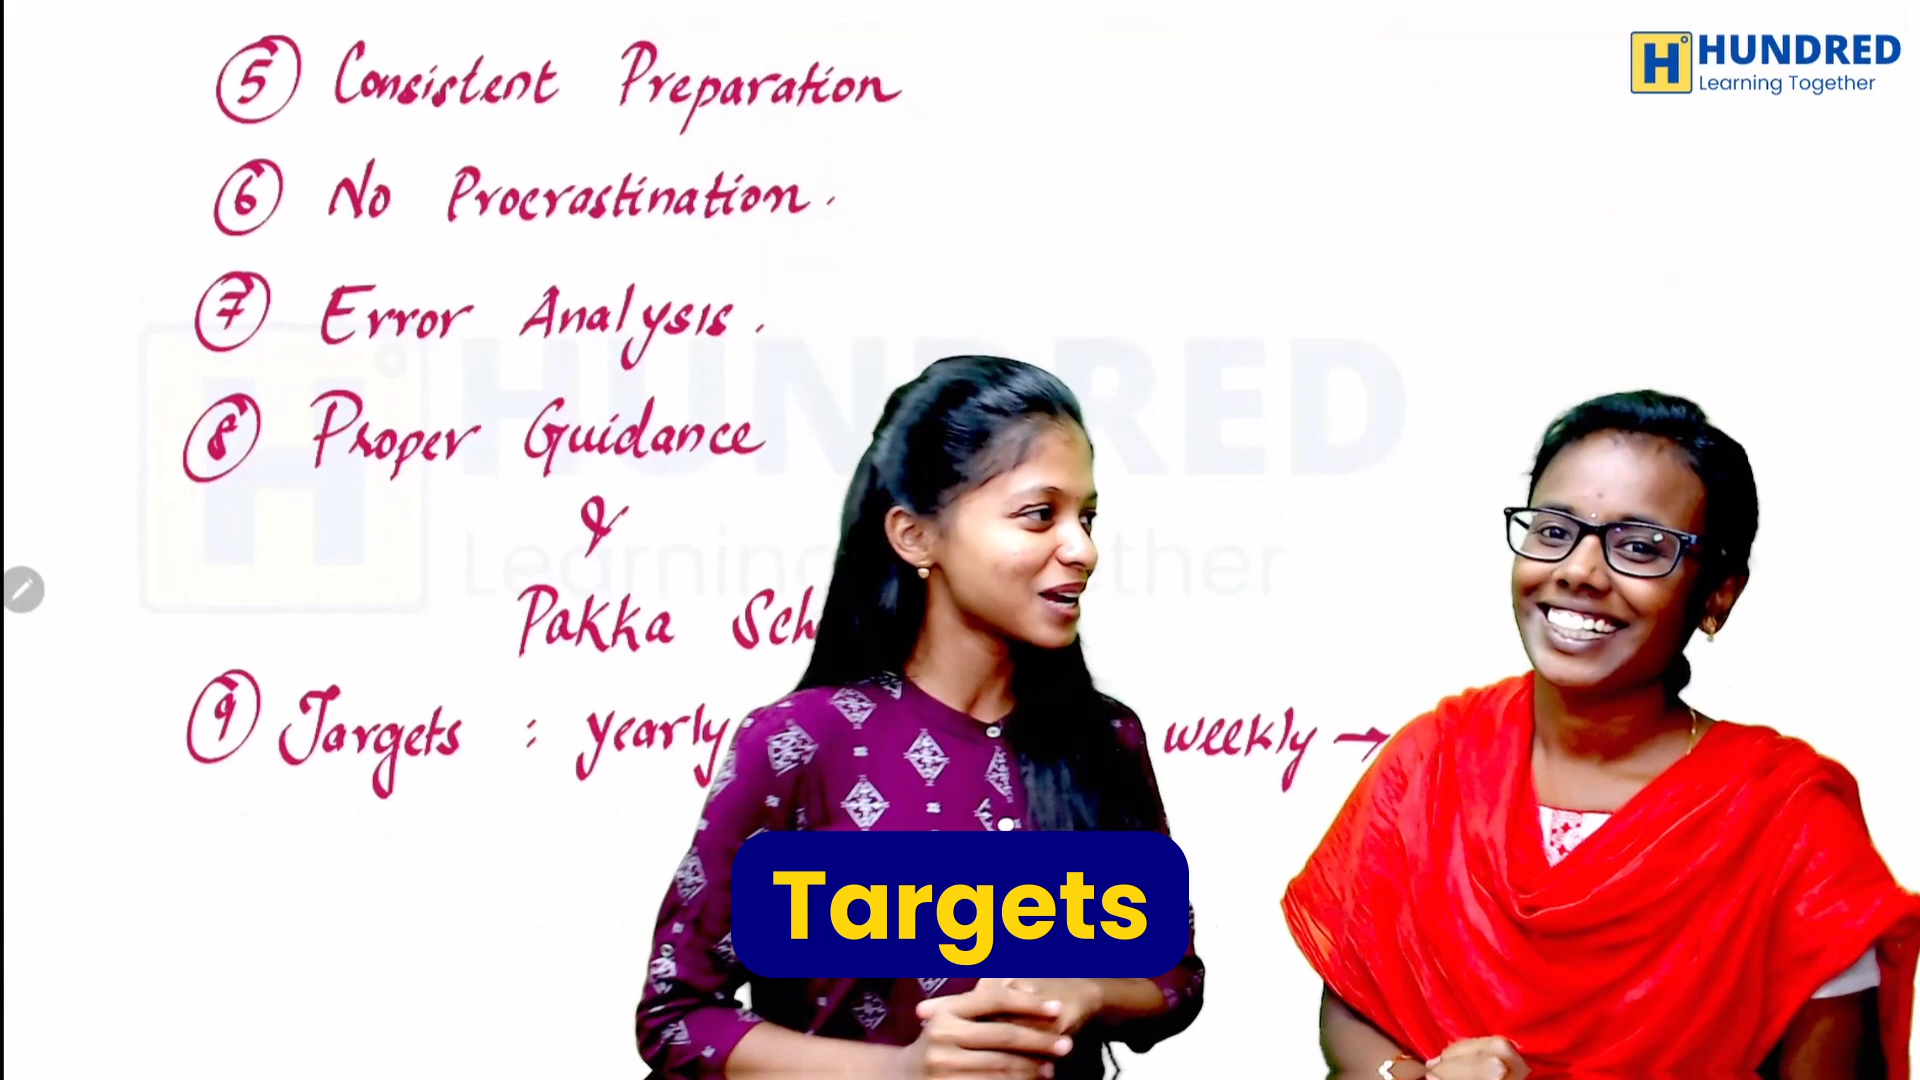 HUNDRED
Learning Together
⑤ Consistent Preparation
⑥ No Procrastination.
⑦ Error Analysis.
⑧ Proper Guidance
&
Pakka Sch
⑨ Targets : yearly weekly →
Targets